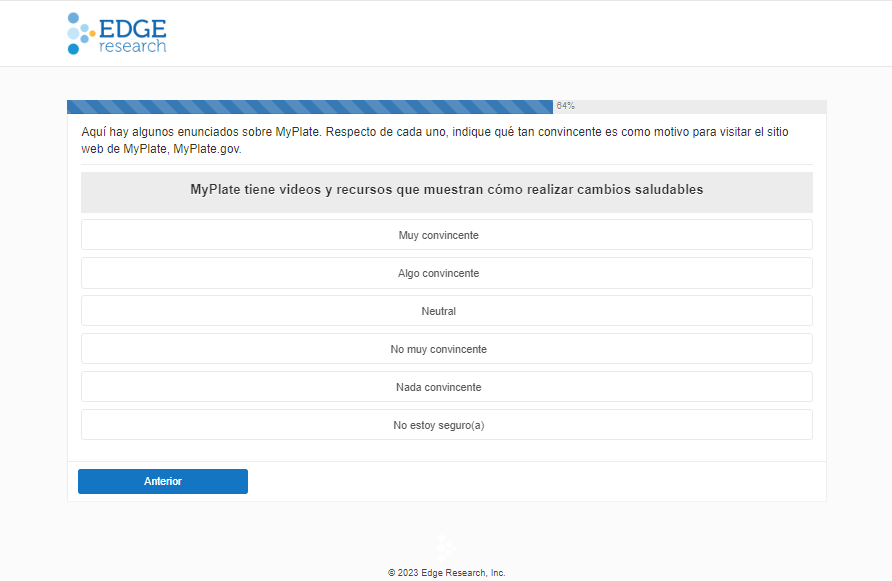 EDGE
research
64%
Aquí hay algunos enunciados sobre MyPlate. Respecto de cada uno, indique qué tan convincente es como motivo para visitar el sitio
web de MyPlate, MyPlate.gov.
MyPlate tiene videos y recursos que muestran cómo realizar cambios saludables
Muy convincente
Algo convincente
Neutral
No muy convincente
Nada convincente
No estoy seguro(a)
Anterior
© 2023 Edge Research, Inc.